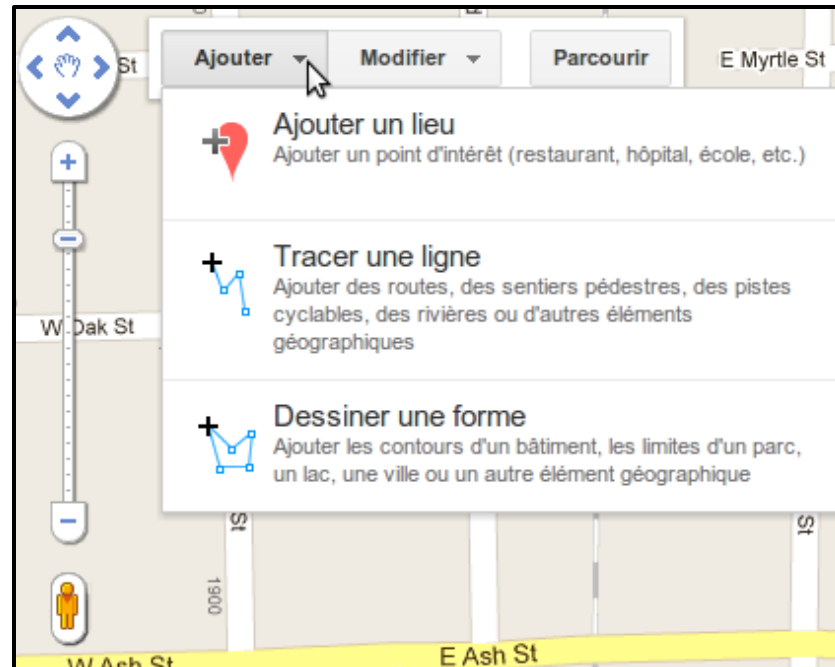 Ajouter
Modifier
Parcourir
St
E Myrtle St
Ajouter un lieu
Ajouter un point d'intérêt (restaurant, hôpital, école, etc.)
Tracer une ligne
Ajouter des routes, des sentiers pédestres, des pistes
cyclables, des rivières ou d'autres éléments
géographiques
W Oak St
Dessiner une forme
Ajouter les contours d'un bâtiment, les limites d'un parc,
un lac, une ville ou un autre élément géographique
St
St
1900
W Ash St
E Ash St